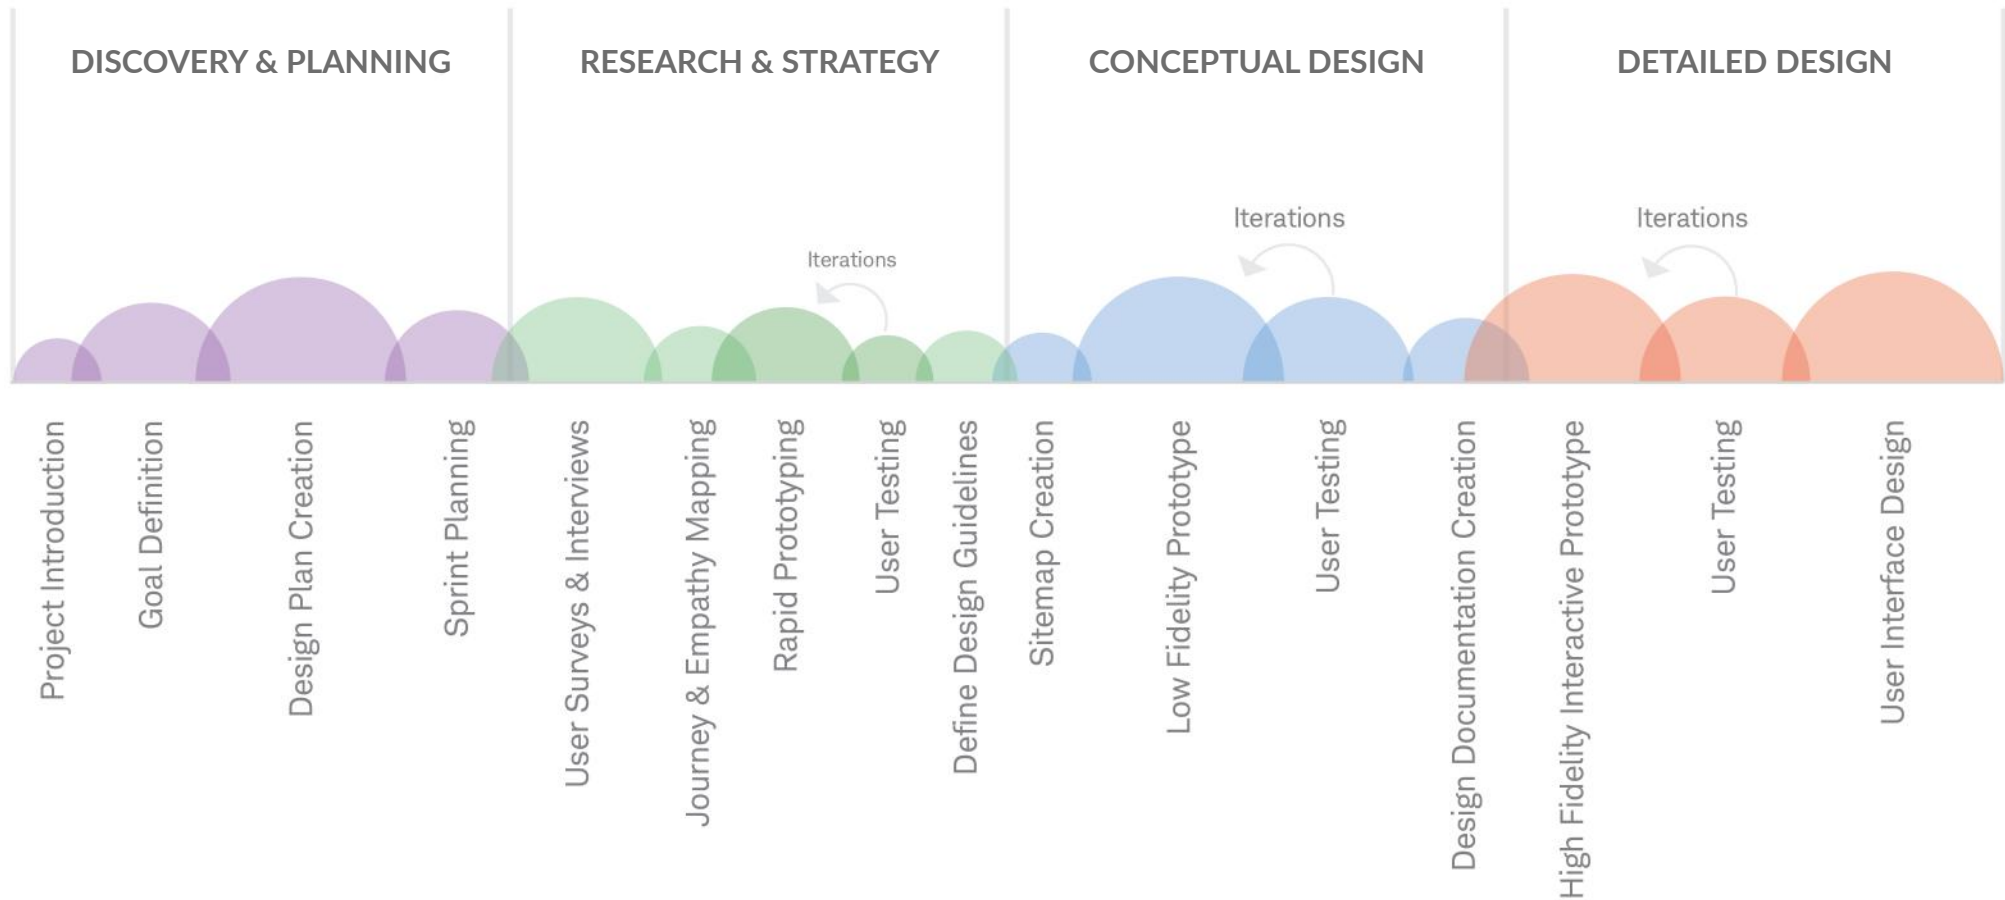 DISCOVERY & PLANNING
RESEARCH & STRATEGY
CONCEPTUAL DESIGN
DETAILED DESIGN
Iterations
Iterations
Iterations
Project Introduction
Goal Definition
Design Plan Creation
Sprint Planning
User Surveys & Interviews
Journey & Empathy Mapping
Rapid Prototyping
User Testing
Define Design Guidelines
Sitemap Creation
Low Fidelity Prototype
User Testing
Design Documentation Creation
High Fidelity Interactive Prototype
User Testing
User Interface Design